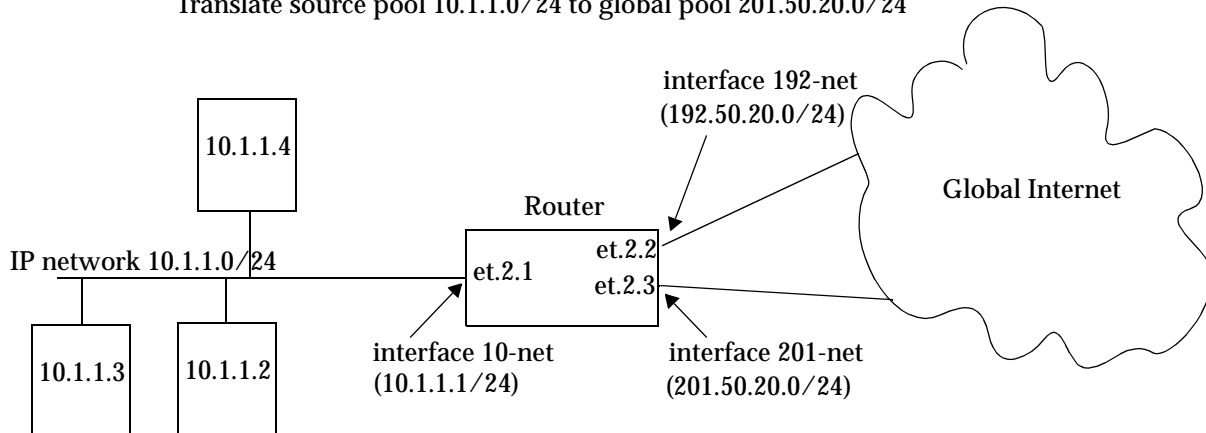 Translate source pool 10.1.1.0/24 to global pool 201.50.20.0/24
interface 192-net
(192.50.20.0/24)
10.1.1.4
Global Internet
Router
et.2.2
IP network 10.1.1.0/24
et.2.1
et.2.3
interface 10-net
(10.1.1.1/24)
interface 201-net
(201.50.20.0/24)
10.1.1.3
10.1.1.2